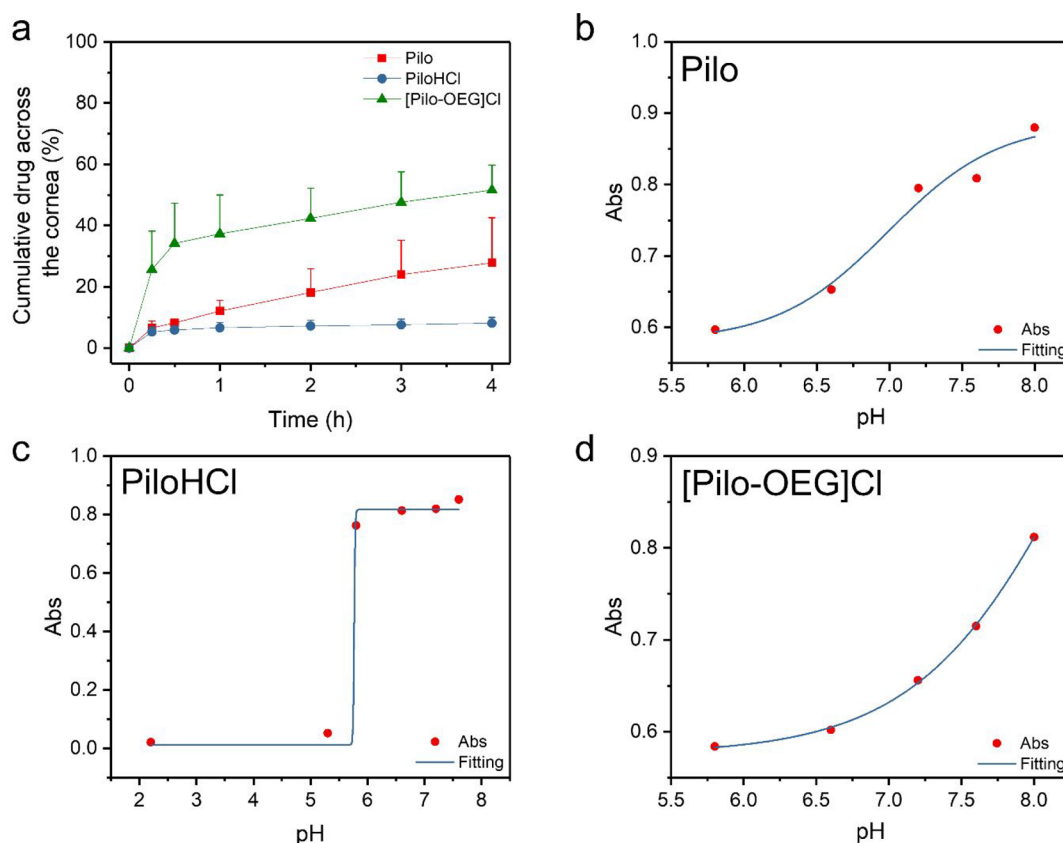 a
100
80
60
40
20
0
Cumulative drug across
the cornea (%)
Pilo
PiloHCl
[Pilo-OEG]Cl
0 1 2 3 4
Time (h)
b
Pilo
0.9
0.8
0.7
0.6
Abs
Abs
Fitting
5.5 6.0 6.5 7.0 7.5 8.0
pH
c
PiloHCl
1.0
0.8
0.6
0.4
0.2
0.0
Abs
Abs
Fitting
2 3 4 5 6 7 8
pH
d
[Pilo-OEG]Cl
0.9
0.8
0.7
0.6
Abs
Abs
Fitting
5.5 6.0 6.5 7.0 7.5 8.0
pH